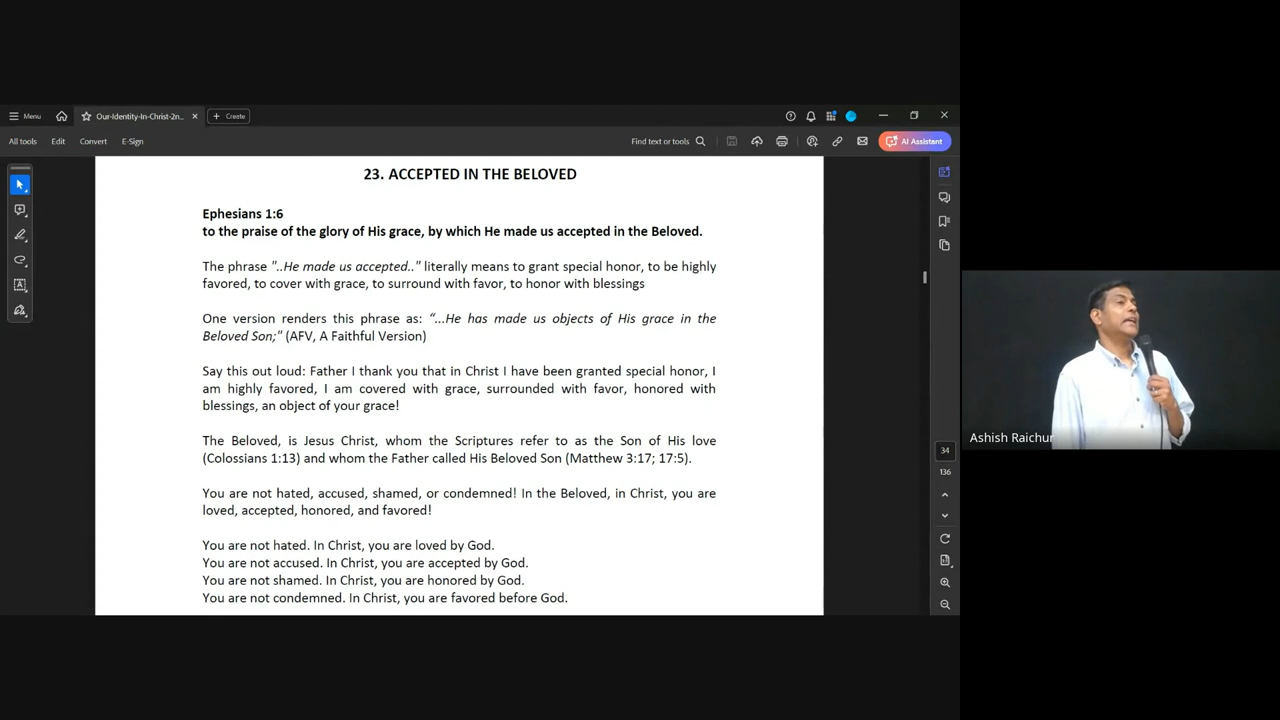 Menu
Our-Identity-In-Christ-2n...
Create
All tools
Edit
Convert
E-Sign
Find text or tools
AI Assistant
23. ACCEPTED IN THE BELOVED
Ephesians 1:6
to the praise of the glory of His grace, by which He made us accepted in the Beloved.
The phrase "..He made us accepted.." literally means to grant special honor, to be highly
favored, to cover with grace, to surround with favor, to honor with blessings
One version renders this phrase as: “...He has made us objects of His grace in the
Beloved Son;" (AFV, A Faithful Version)
Say this out loud: Father I thank you that in Christ I have been granted special honor, I
am highly favored, I am covered with grace, surrounded with favor, honored with
blessings, an object of your grace!
The Beloved, is Jesus Christ, whom the Scriptures refer to as the Son of His love
(Colossians 1:13) and whom the Father called His Beloved Son (Matthew 3:17; 17:5).
You are not hated, accused, shamed, or condemned! In the Beloved, in Christ, you are
loved, accepted, honored, and favored!
You are not hated. In Christ, you are loved by God.
You are not accused. In Christ, you are accepted by God.
You are not shamed. In Christ, you are honored by God.
You are not condemned. In Christ, you are favored before God.
34
136
Ashish Raichur